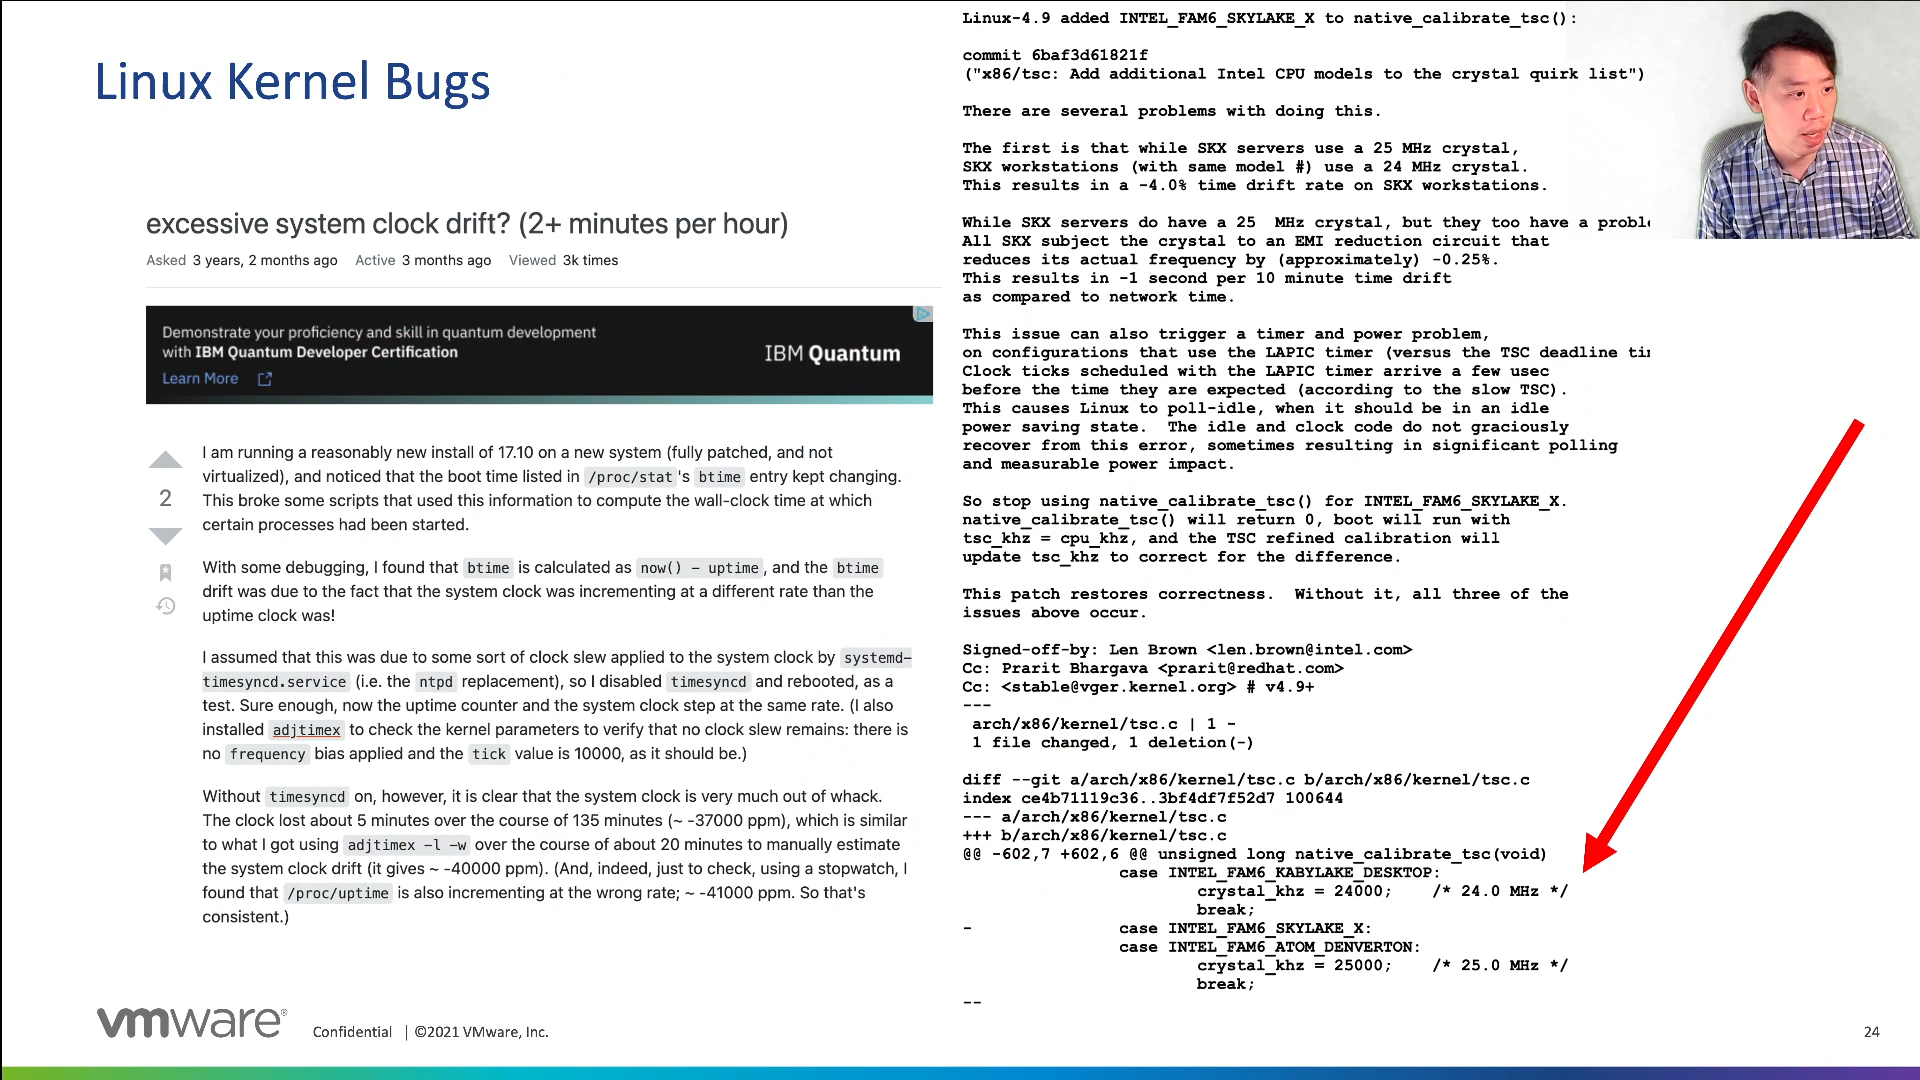 Linux Kernel Bugs
excessive system clock drift? (2+ minutes per hour)
Asked 3 years, 2 months ago Active 3 months ago Viewed 3k times
Demonstrate your proficiency and skill in quantum development
with IBM Quantum Developer Certification
Learn More
IBM Quantum
2
I am running a reasonably new install of 17.10 on a new system (fully patched, and not
virtualized), and noticed that the boot time listed in /proc/stat's btime entry kept changing.
This broke some scripts that used this information to compute the wall-clock time at which
certain processes had been started.
With some debugging, I found that btime is calculated as now() - uptime, and the btime
drift was due to the fact that the system clock was incrementing at a different rate than the
uptime clock was!
I assumed that this was due to some sort of clock slew applied to the system clock by systemd-
timesyncd.service (i.e. the ntpd replacement), so I disabled timesyncd and rebooted, as a
test. Sure enough, now the uptime counter and the system clock step at the same rate. (I also
installed adjtimex to check the kernel parameters to verify that no clock slew remains: there is
no frequency bias applied and the tick value is 10000, as it should be.)
Without timesyncd on, however, it is clear that the system clock is very much out of whack.
The clock lost about 5 minutes over the course of 135 minutes (~ -37000 ppm), which is similar
to what I got using adjtimex -l -w over the course of about 20 minutes to manually estimate
the system clock drift (it gives ~ -40000 ppm). (And, indeed, just to check, using a stopwatch, I
found that /proc/uptime is also incrementing at the wrong rate; ~ -41000 ppm. So that's
consistent.)
Linux-4.9 added INTEL_FAM6_SKYLAKE_X to native_calibrate_tsc():
commit 6baf3d61821f
("x86/tsc: Add additional Intel CPU models to the crystal quirk list")
There are several problems with doing this.
The first is that while SKX servers use a 25 MHz crystal,
SKX workstations (with same model #) use a 24 MHz crystal.
This results in a -4.0% time drift rate on SKX workstations.
While SKX servers do have a 25  MHz crystal, but they too have a
All SKX subject the crystal to an EMI reduction circuit that
reduces its actual frequency by (approximately) -0.25%.
This results in -1 second per 10 minute time drift
as compared to network time.
This issue can also trigger a timer and power problem,
on configurations that use the LAPIC timer (versus the TSC deadline
Clock ticks scheduled with the LAPIC timer arrive a few usec
before the time they are expected (according to the slow TSC).
This causes Linux to poll-idle, when it should be in an idle
power saving state.  The idle and clock code do not graciously
recover from this error, sometimes resulting in significant polling
and measurable power impact.
So stop using native_calibrate_tsc() for INTEL_FAM6_SKYLAKE_X.
native_calibrate_tsc() will return 0, boot will run with
tsc_khz = cpu_khz, and the TSC refined calibration will
update tsc_khz to correct for the difference.
This patch restores correctness.  Without it, all three of the
issues above occur.
Signed-off-by: Len Brown <len.brown@intel.com>
Cc: Prarit Bhargava <prarit@redhat.com>
Cc: <stable@vger.kernel.org> # v4.9+
---
arch/x86/kernel/tsc.c | 1 -
1 file changed, 1 deletion(-)
diff --git a/arch/x86/kernel/tsc.c b/arch/x86/kernel/tsc.c
index ce4b71119c36..3bf4df7f52d7 100644
--- a/arch/x86/kernel/tsc.c
+++ b/arch/x86/kernel/tsc.c
@@ -602,7 +602,6 @@ unsigned long native_calibrate_tsc(void)
case INTEL_FAM6_KABYLAKE_DESKTOP:
crystal_khz = 24000;    /* 24.0 MHz */
break;
-               case INTEL_FAM6_SKYLAKE_X:
case INTEL_FAM6_ATOM_DENVERTON:
crystal_khz = 25000;    /* 25.0 MHz */
break;
--
vmware® Confidential | ©2021 VMware, Inc.
24